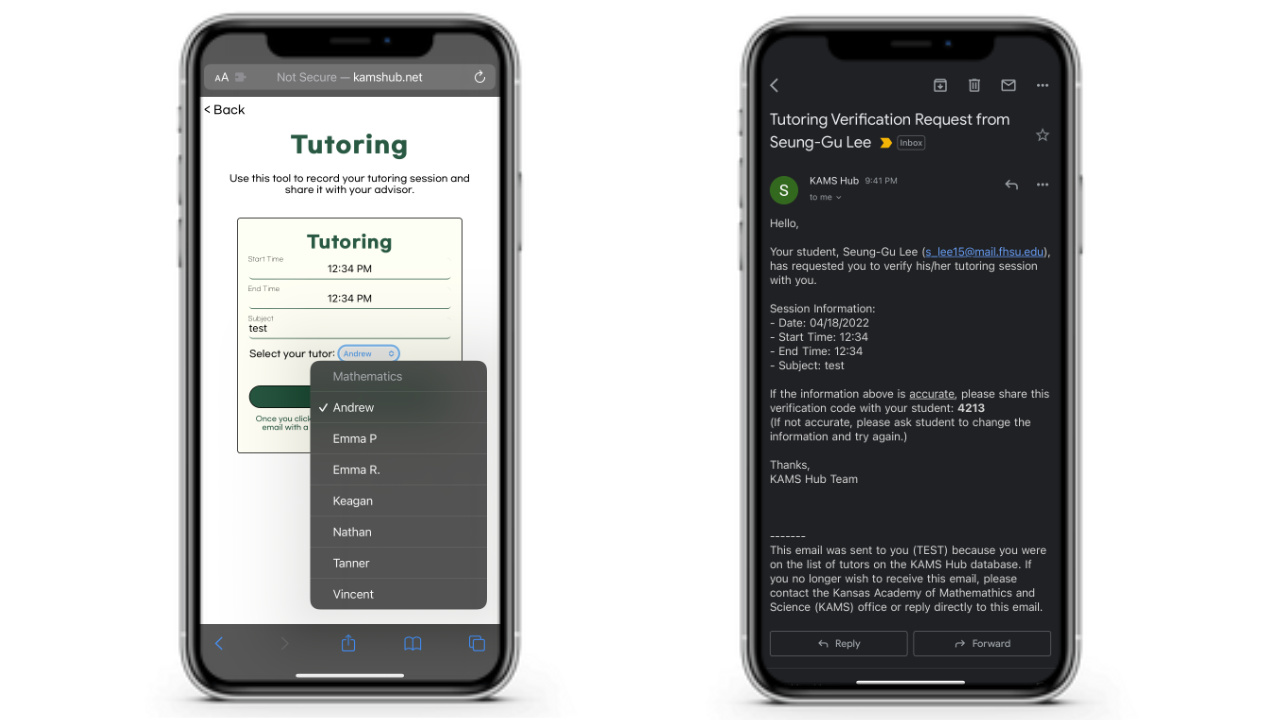 AA
Not Secure — kamshub.net
< Back
Tutoring
Use this tool to record your tutoring session and
share it with your advisor.
Tutoring
Start Time
12:34 PM
End Time
12:34 PM
Subject
test
Select your tutor: Andrew
Once you click
email with a
Mathematics
✓ Andrew
Emma P
Emma R.
Keagan
Nathan
Tanner
Vincent
Tutoring Verification Request from
Seung-Gu Lee Inbox
S
KAMS Hub 9:41 PM
to me
Hello,
Your student, Seung-Gu Lee (s_lee15@mail.fhsu.edu),
has requested you to verify his/her tutoring session
with you.
Session Information:
- Date: 04/18/2022
- Start Time: 12:34
- End Time: 12:34
- Subject: test
If the information above is accurate, please share this
verification code with your student: 4213
(If not accurate, please ask student to change the
information and try again.)
Thanks,
KAMS Hub Team
-------
This email was sent to you (TEST) because you were
on the list of tutors on the KAMS Hub database. If
you no longer wish to receive this email, please
contact the Kansas Academy of Mathemathics and
Science (KAMS) office or reply directly to this email.
Reply
Forward